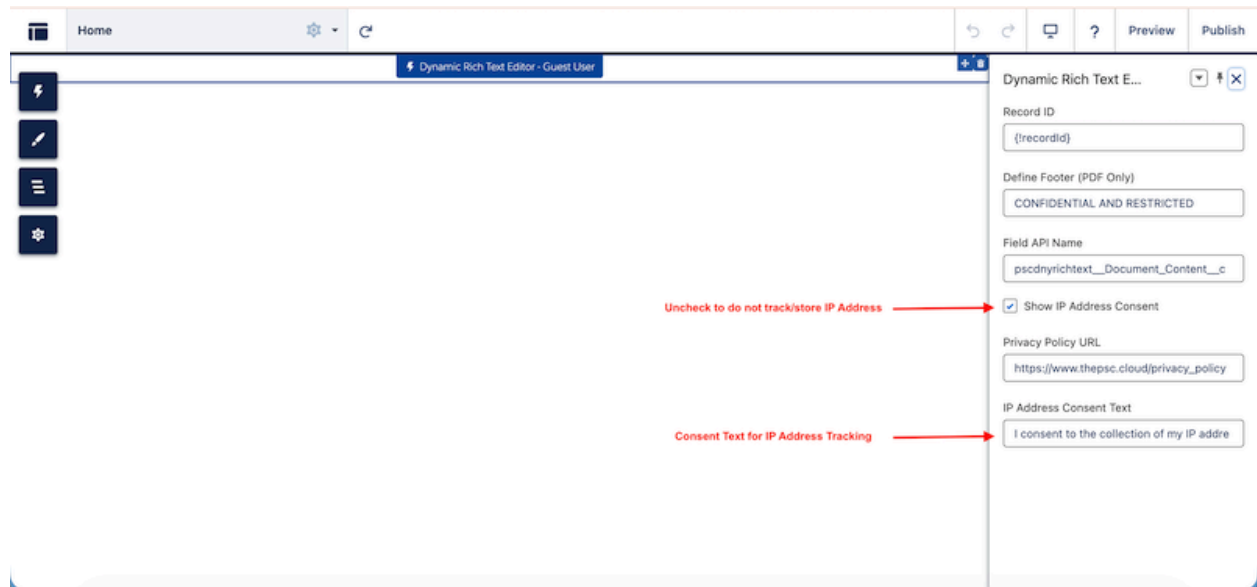 Home
?
Preview
Publish
Dynamic Rich Text Editor - Guest User
Dynamic Rich Text E...
Record ID
{!recordId}
Define Footer (PDF Only)
CONFIDENTIAL AND RESTRICTED
Field API Name
pscdnyrichtext__Document_Content__c
Uncheck to do not track/store IP Address
Show IP Address Consent
Privacy Policy URL
https://www.thepsc.cloud/privacy_policy
IP Address Consent Text
Consent Text for IP Address Tracking
I consent to the collection of my IP addre